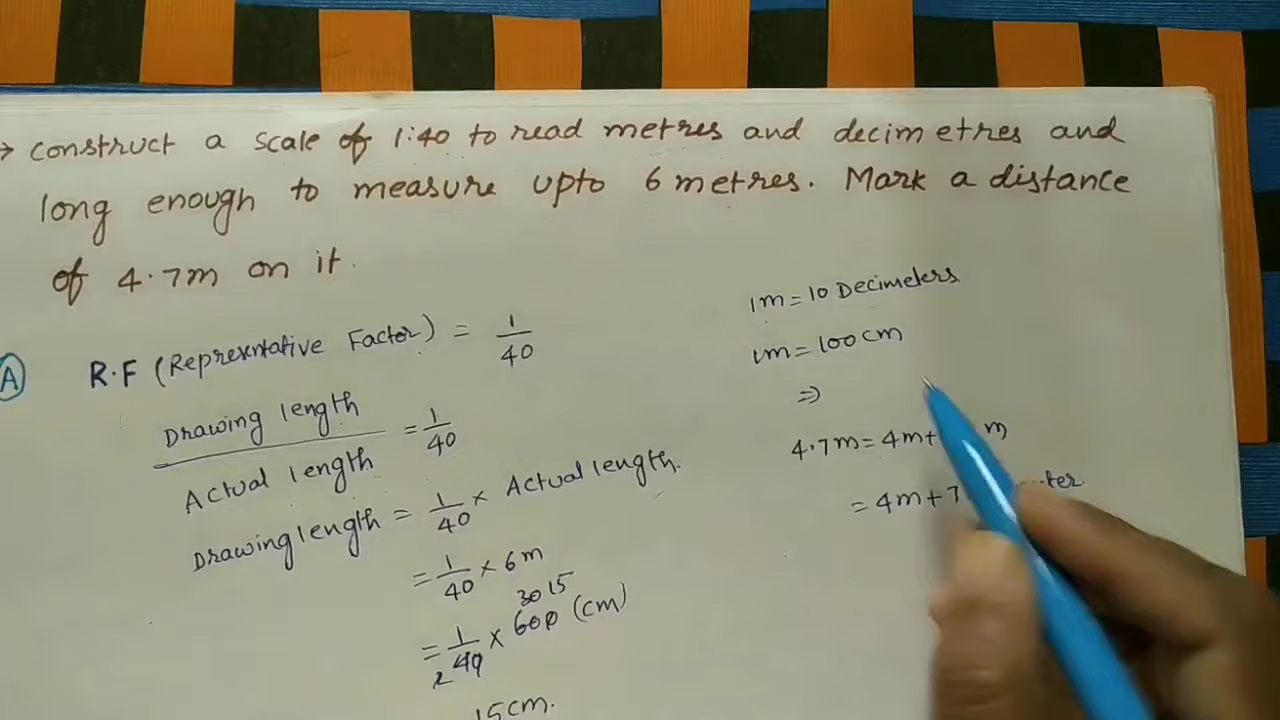 → construct a scale of 1:40 to read metres and decimetres and
long enough to measure upto 6 metres. Mark a distance
of 4.7m on it.
A
R.F (Represntative Factor) = 1/40
Drawing length / Actual length = 1/40
Drawing length = 1/40 × Actual length.
= 1/40 × 6m
30 15
= 1/40 × 600 (cm)
2
15cm.
1m = 10 Decimeters
1m = 100 cm
⇒
4.7m = 4m+ m
= 4m+7